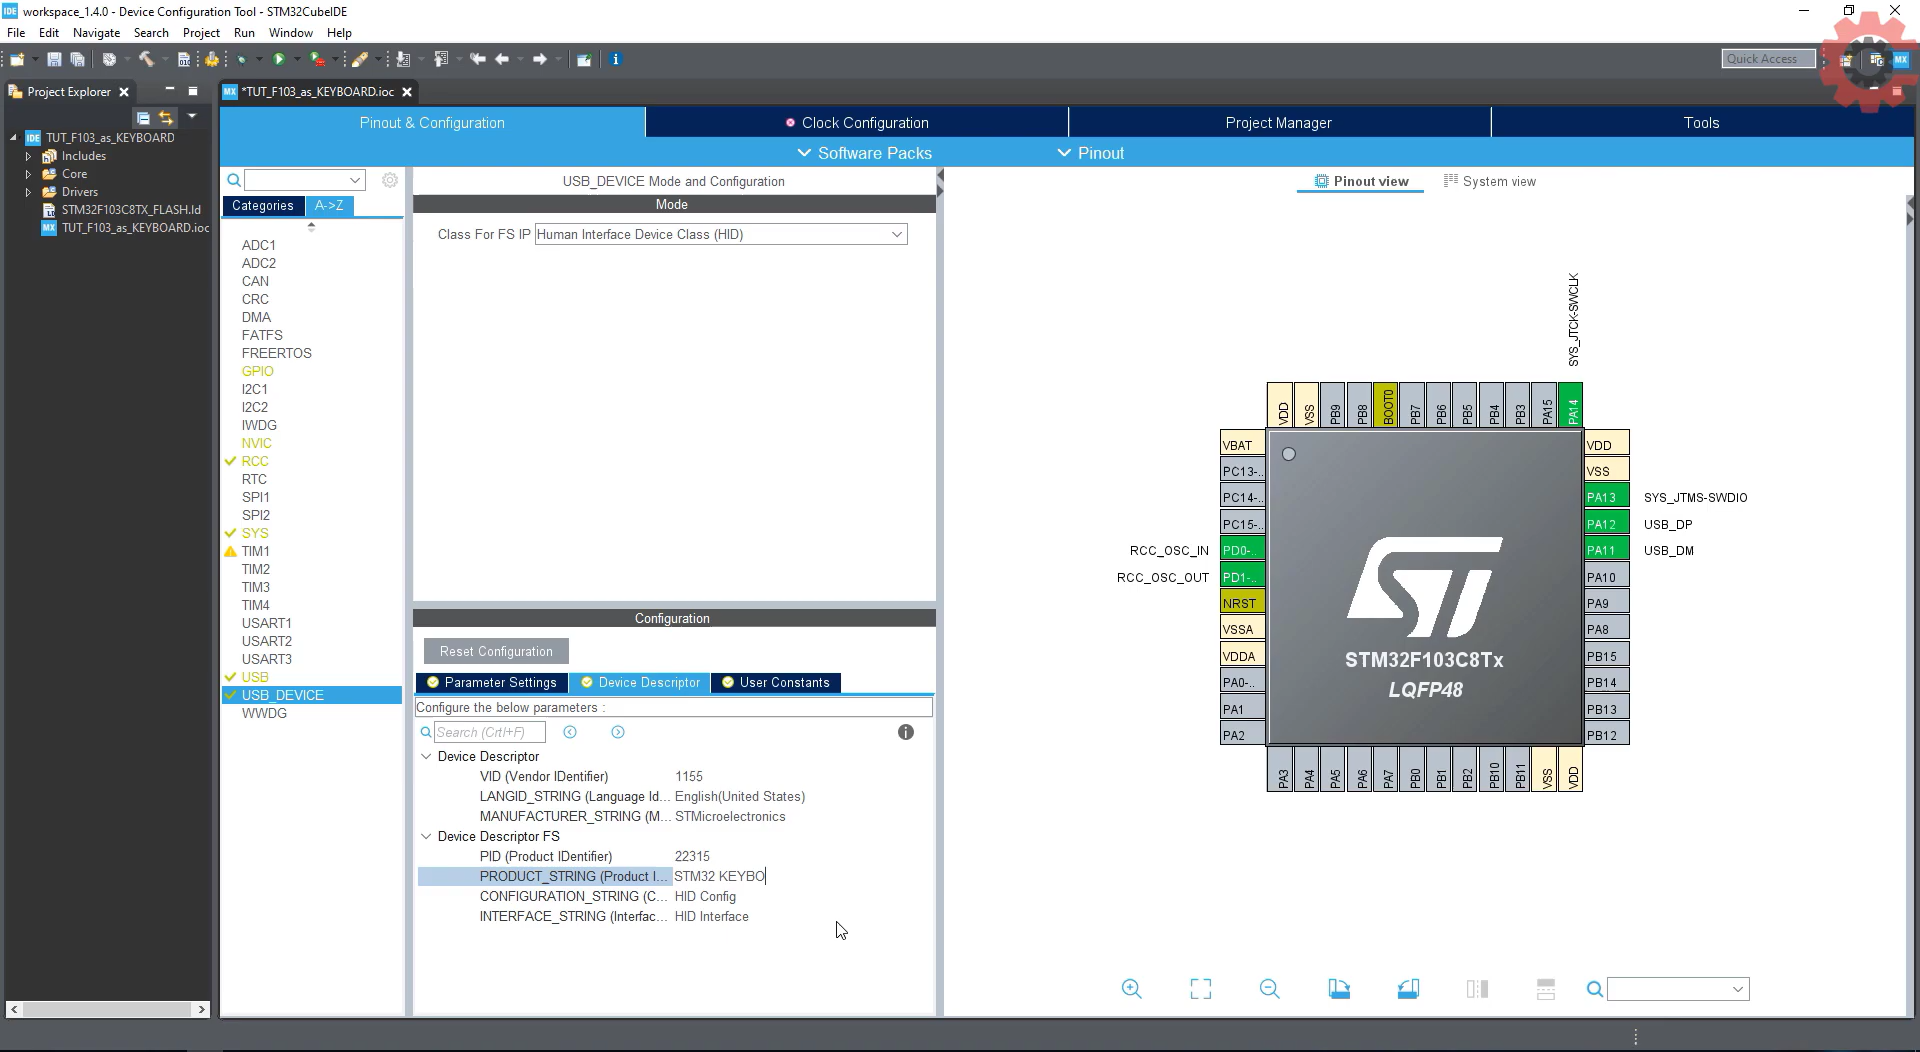 workspace_1.4.0 - Device Configuration Tool - STM32CubeIDE
File Edit Navigate Search Project Run Window Help
Quick Access
Project Explorer
*TUT_F103_as_KEYBOARD.ioc
TUT_F103_as_KEYBOARD
Includes
Core
Drivers
STM32F103C8TX_FLASH.ld
TUT_F103_as_KEYBOARD.ioc
Pinout & Configuration
Clock Configuration
Project Manager
Tools
Software Packs
Pinout
Categories
A->Z
ADC1
ADC2
CAN
CRC
DMA
FATFS
FREERTOS
GPIO
I2C1
I2C2
IWDG
NVIC
RCC
RTC
SPI1
SPI2
SYS
TIM1
TIM2
TIM3
TIM4
USART1
USART2
USART3
USB
USB_DEVICE
WWDG
USB_DEVICE Mode and Configuration
Mode
Class For FS IP Human Interface Device Class (HID)
Configuration
Reset Configuration
Parameter Settings
Device Descriptor
User Constants
Configure the below parameters :
Search (Crtl+F)
Device Descriptor
VID (Vendor IDentifier) 1155
LANGID_STRING (Language Id... English(United States)
MANUFACTURER_STRING (M... STMicroelectronics
Device Descriptor FS
PID (Product IDentifier) 22315
PRODUCT_STRING (Product I... STM32 KEYBO
CONFIGURATION_STRING (C... HID Config
INTERFACE_STRING (Interfac... HID Interface
Pinout view
System view
SYS_JTCK-SWCLK
VDD VSS PB9 PB8 BOOT0 PB7 PB6 PB5 PB4 PB3 PA15 PA14
VBAT
PC13-..
PC14-..
PC15-..
RCC_OSC_IN PD0-..
RCC_OSC_OUT PD1-..
NRST
VSSA
VDDA
PA0-..
PA1
PA2
STM32F103C8Tx
LQFP48
VDD
VSS
PA13 SYS_JTMS-SWDIO
PA12 USB_DP
PA11 USB_DM
PA10
PA9
PA8
PB15
PB14
PB13
PB12
PA3 PA4 PA5 PA6 PA7 PB0 PB1 PB2 PB10 PB11 VSS VDD